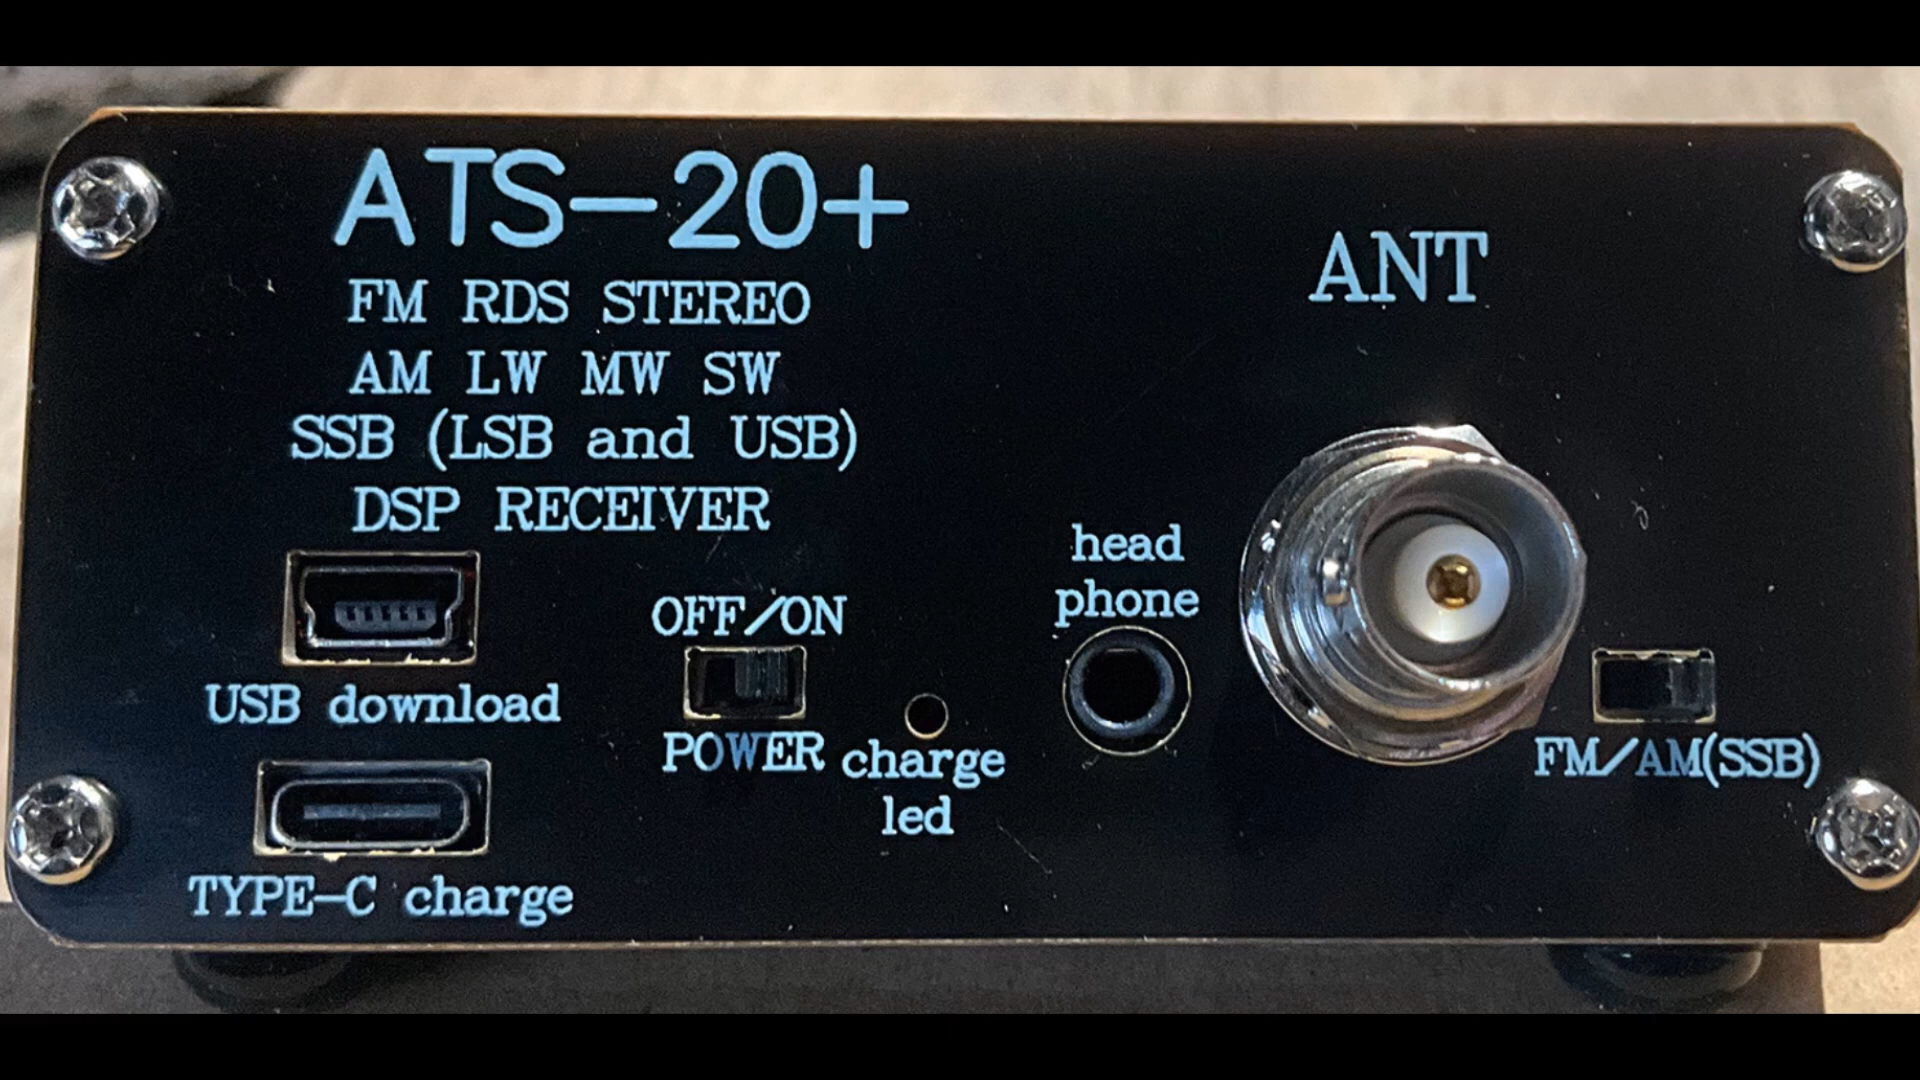 ATS-20+
FM RDS STEREO
AM LW MW SW
SSB (LSB and USB)
DSP RECEIVER
USB download
TYPE-C charge
OFF/ON
POWER
charge
led
head
phone
ANT
FM/AM(SSB)